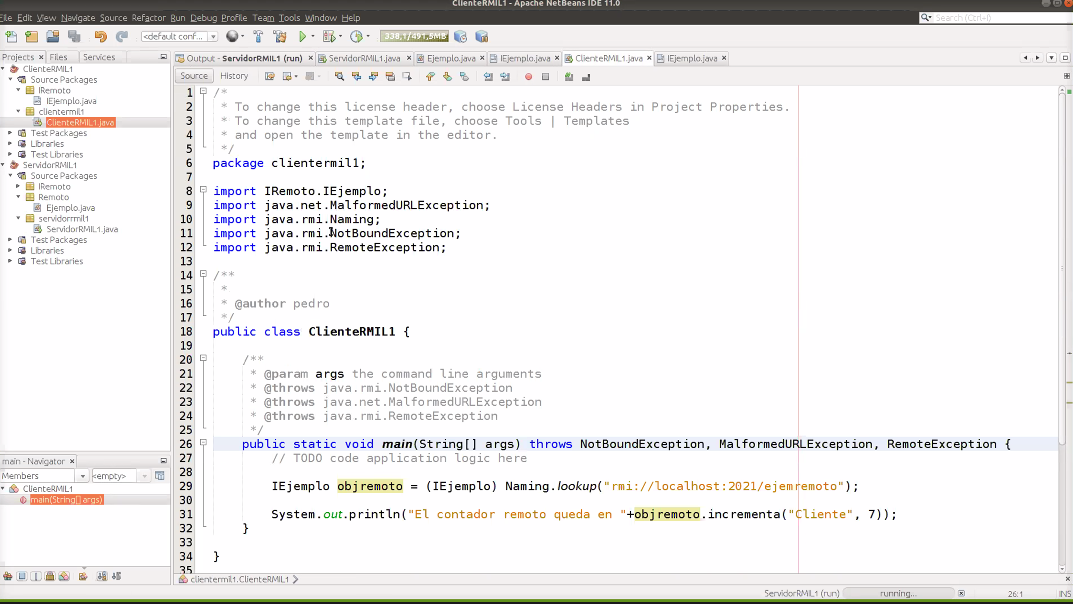 ClienteRMIL1 - Apache NetBeans IDE 11.0
File Edit View Navigate Source Refactor Run Debug Profile Team Tools Window Help
Search (Ctrl+I)
<default conf...
338,1/491,5MB
Projects Files Services
Output - ServidorRMIL1 (run) ServidorRMIL1.java Ejemplo.java IEjemplo.java ClienteRMIL1.java IEjemplo.java
Source History
ClienteRMIL1
Source Packages
IRemoto
IEjemplo.java
clientermil1
ClienteRMIL1.java
Test Packages
Libraries
Test Libraries
ServidorRMIL1
Source Packages
IRemoto
Remoto
Ejemplo.java
servidorrmil1
ServidorRMIL1.java
Test Packages
Libraries
Test Libraries
main - Navigator
Members <empty>
ClienteRMIL1
main(String[] args)
1 /*
2 * To change this license header, choose License Headers in Project Properties.
3 * To change this template file, choose Tools | Templates
4 * and open the template in the editor.
5 */
6 package clientermil1;
7
8 import IRemoto.IEjemplo;
9 import java.net.MalformedURLException;
10 import java.rmi.Naming;
11 import java.rmi.NotBoundException;
12 import java.rmi.RemoteException;
13
14 /**
15 *
16 * @author pedro
17 */
18 public class ClienteRMIL1 {
19
20 /**
21 * @param args the command line arguments
22 * @throws java.rmi.NotBoundException
23 * @throws java.net.MalformedURLException
24 * @throws java.rmi.RemoteException
25 */
26 public static void main(String[] args) throws NotBoundException, MalformedURLException, RemoteException {
27 // TODO code application logic here
28
29 IEjemplo objremoto = (IEjemplo) Naming.lookup("rmi://localhost:2021/ejemremoto");
30
31 System.out.println("El contador remoto queda en "+objremoto.incrementa("Cliente", 7));
32 }
33
34 }
35
clientermil1.ClienteRMIL1
ServidorRMIL1 (run) running... 26:1 INS